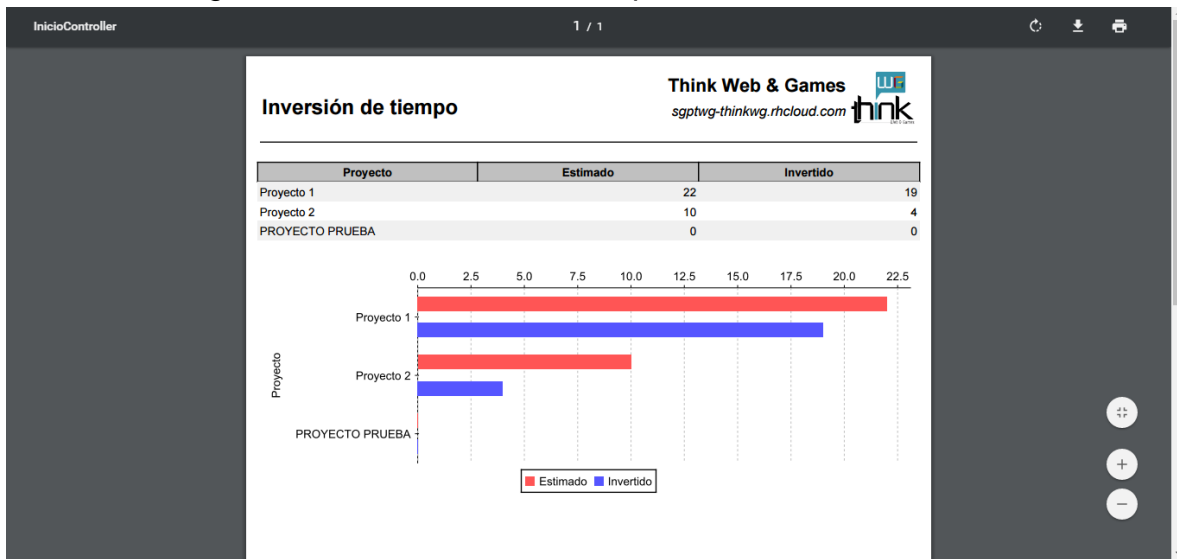 InicioController
1 / 1
Inversión de tiempo
Think Web & Games
sgptwg-thinkwg.rhcloud.com
think
Proyecto Estimado Invertido
Proyecto 1 22 19
Proyecto 2 10 4
PROYECTO PRUEBA 0 0
0.0 2.5 5.0 7.5 10.0 12.5 15.0 17.5 20.0 22.5
Proyecto 1
Proyecto 2
PROYECTO PRUEBA
Proyecto
Estimado Invertido